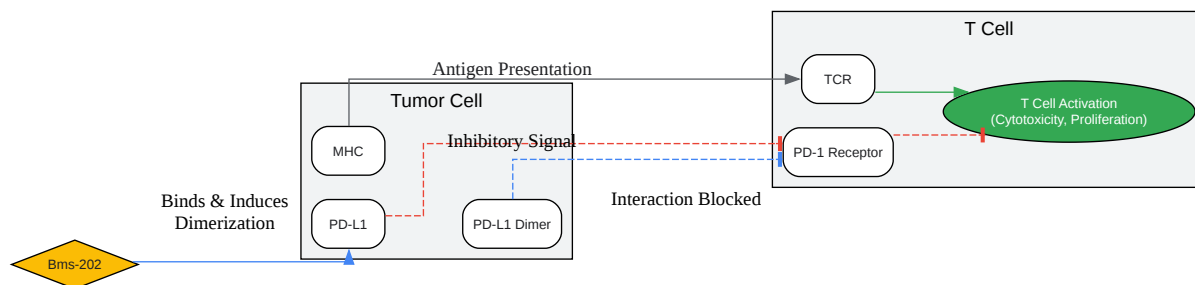 T Cell
Antigen Presentation
TCR
Tumor Cell
T Cell Activation
(Cytotoxicity, Proliferation)
Inhibitory Signal
MHC
PD-1 Receptor
Binds & Induces
Dimerization
Interaction Blocked
PD-L1
PD-L1 Dimer
Bms-202